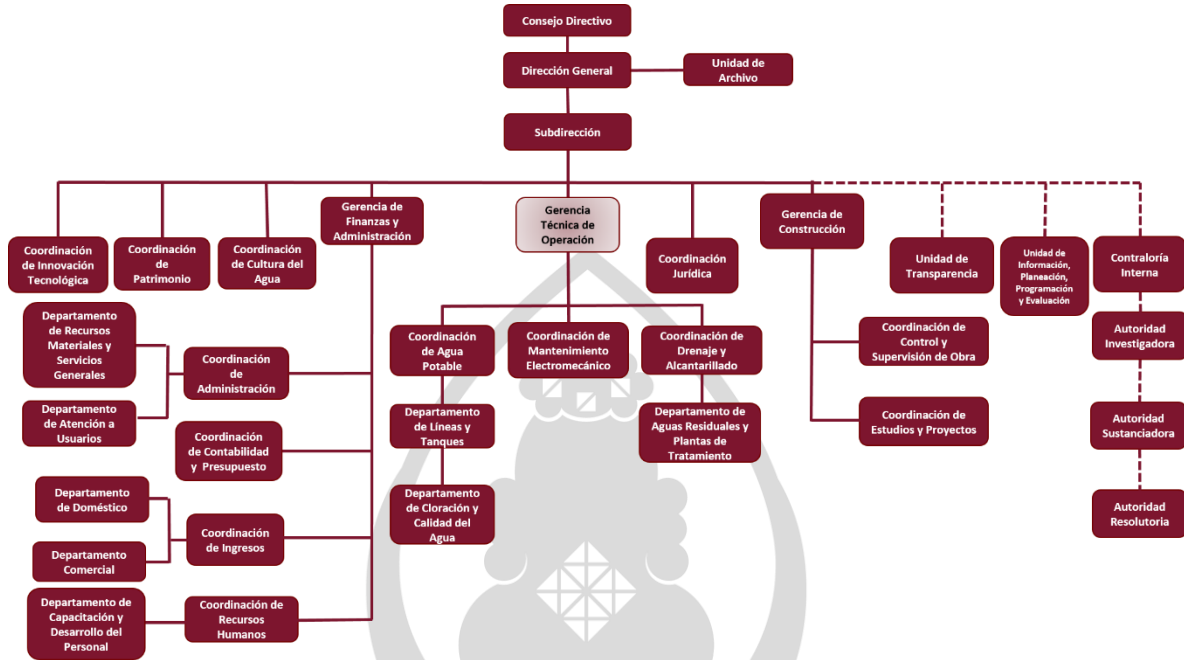 Consejo Directivo
Dirección General
Unidad de
Archivo
Subdirección
Coordinación
de Innovación
Tecnológica
Coordinación
de
Patrimonio
Coordinación
de Cultura del
Agua
Gerencia de
Finanzas y
Administración
Gerencia
Técnica de
Operación
Coordinación
Jurídica
Gerencia de
Construcción
Unidad de
Transparencia
Unidad de
Información,
Planeación,
Programación
y Evaluación
Contraloría
Interna
Departamento
de Recursos
Materiales y
Servicios
Generales
Coordinación
de
Administración
Departamento
de Atención a
Usuarios
Coordinación
de Contabilidad
y Presupuesto
Departamento
de Doméstico
Coordinación
de Ingresos
Departamento
Comercial
Departamento de
Capacitación y
Desarrollo del
Personal
Coordinación de
Recursos
Humanos
Coordinación
de Agua
Potable
Coordinación de
Mantenimiento
Electromecánico
Coordinación de
Drenaje y
Alcantarillado
Departamento
de Líneas y
Tanques
Departamento de
Aguas Residuales y
Plantas de
Tratamiento
Departamento
de Cloración y
Calidad del
Agua
Coordinación de
Control y
Supervisión de Obra
Coordinación de
Estudios y Proyectos
Autoridad
Investigadora
Autoridad
Sustanciadora
Autoridad
Resolutoria